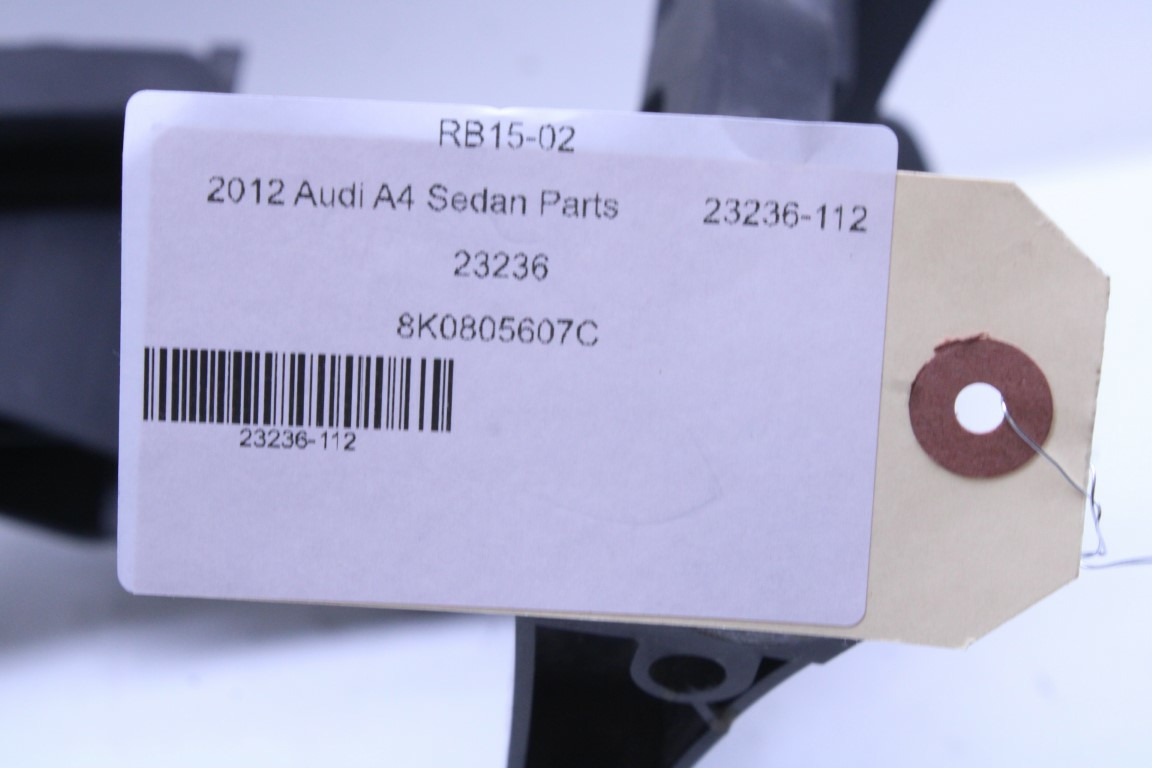 RB15-02
2012 Audi A4 Sedan Parts 23236-112
23236
8K0805607C
23236-112